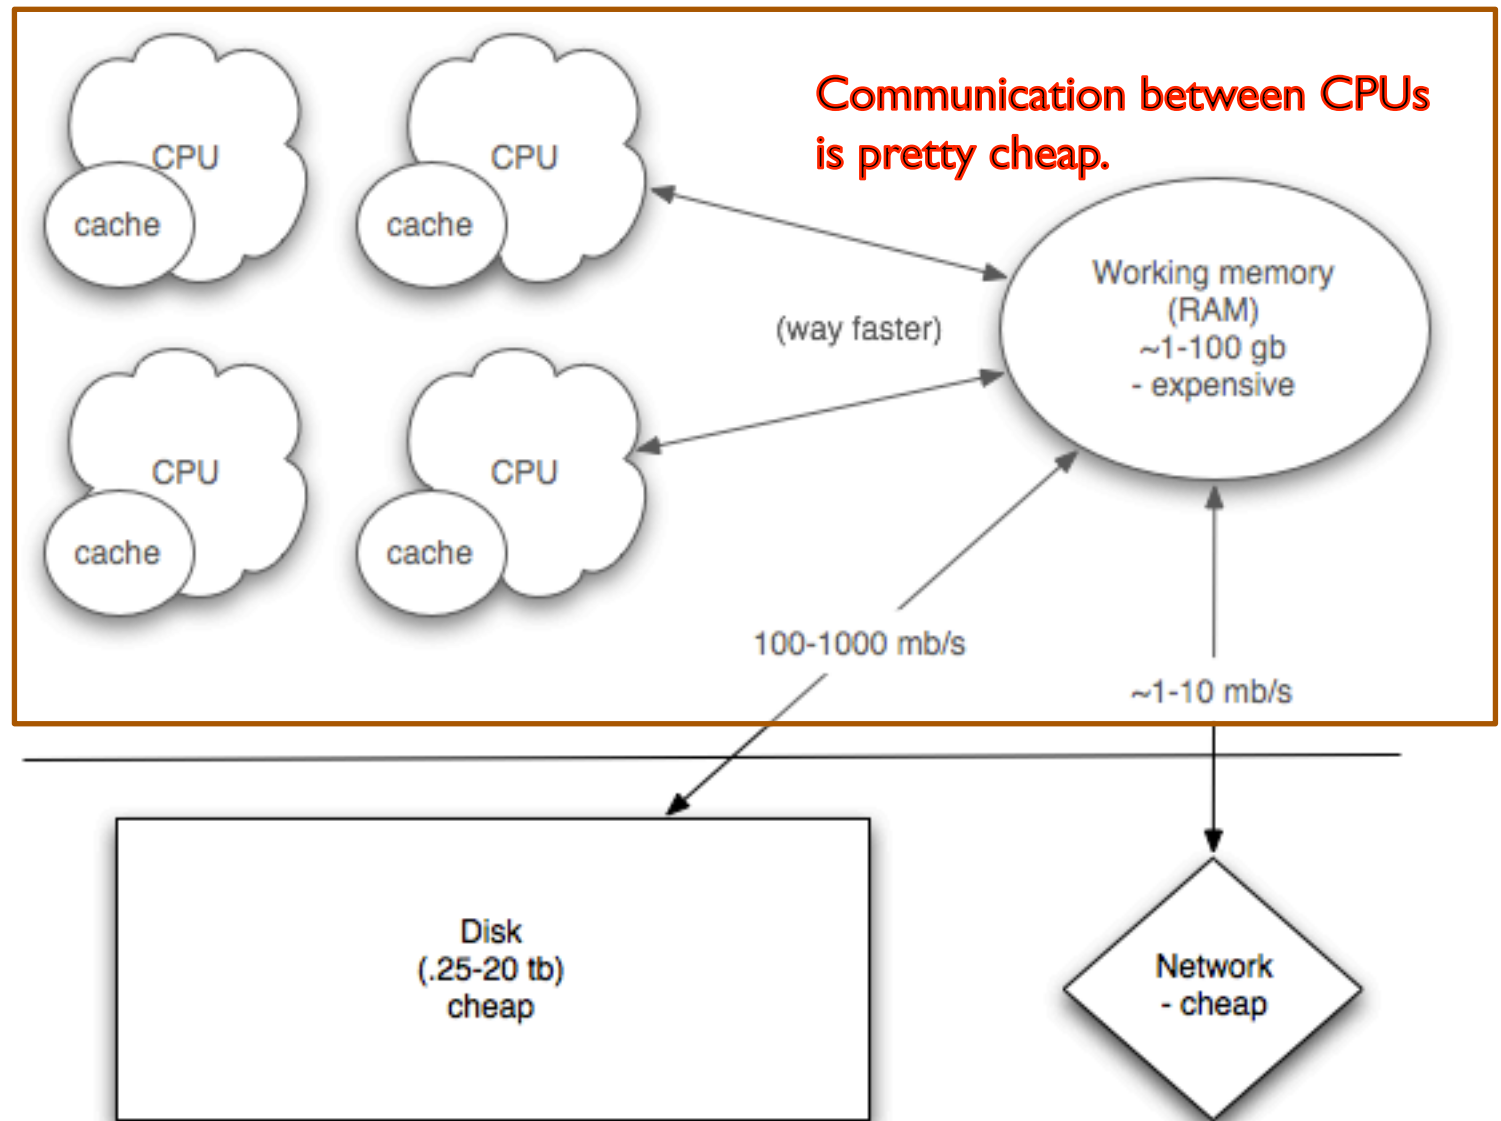 Communication between CPUs
is pretty cheap.
CPU
cache
CPU
cache
Working memory
(RAM)
~1-100 gb
- expensive
(way faster)
CPU
cache
CPU
cache
100-1000 mb/s
~1-10 mb/s
Disk
(.25-20 tb)
cheap
Network
- cheap